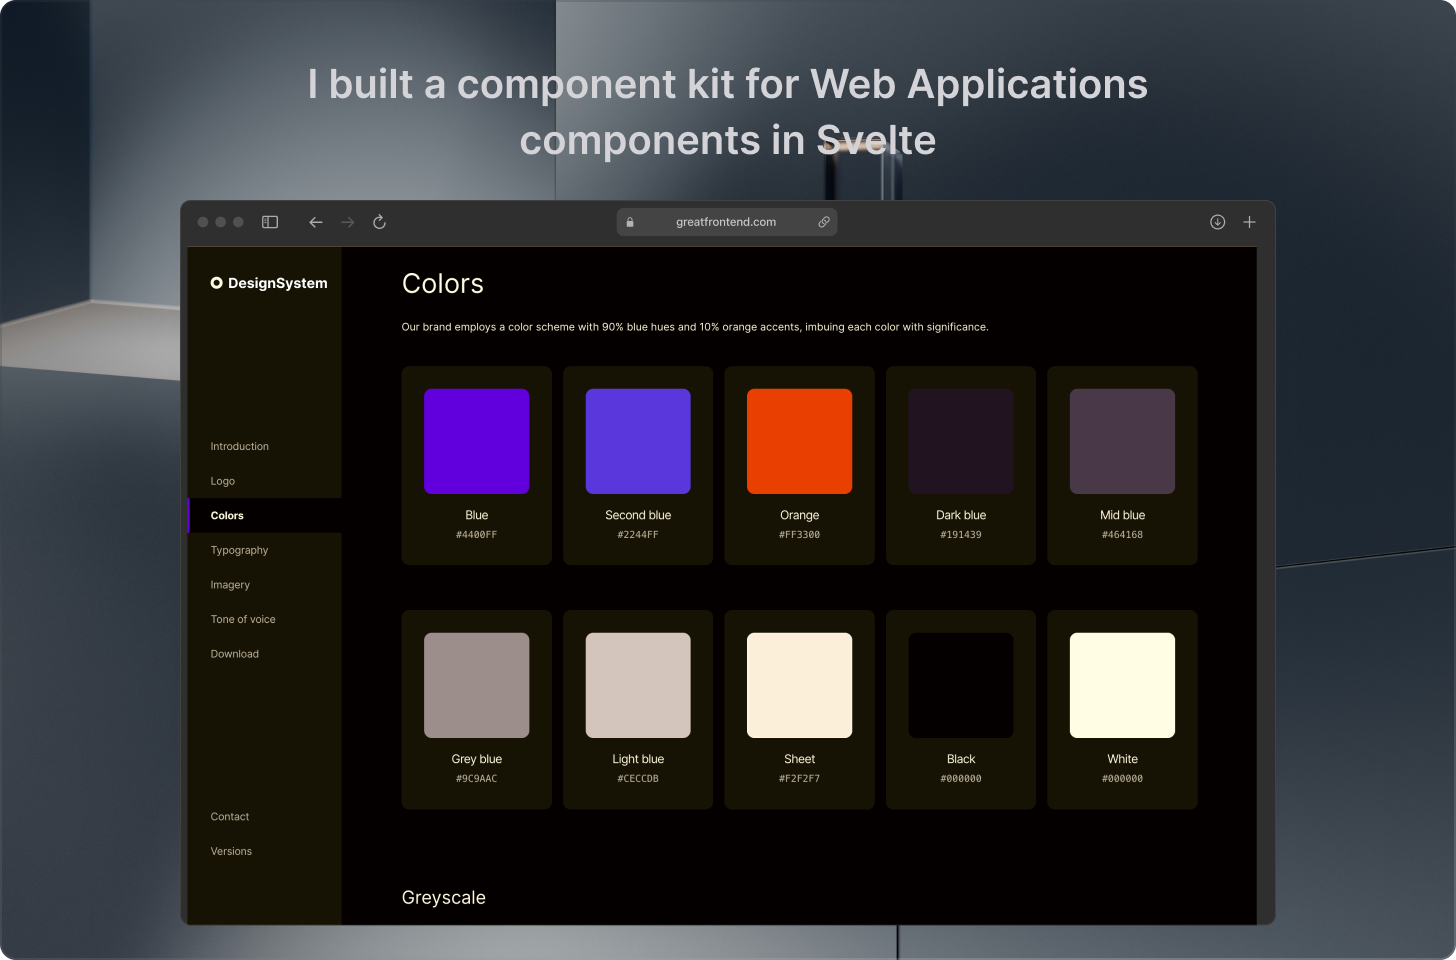 I built a component kit for Web Applications
components in Svelte
greatfrontend.com
DesignSystem
Introduction
Logo
Colors
Typography
Imagery
Tone of voice
Download
Contact
Versions
Colors
Our brand employs a color scheme with 90% blue hues and 10% orange accents, imbuing each color with significance.
Blue
#4400FF
Second blue
#2244FF
Orange
#FF3300
Dark blue
#191439
Mid blue
#464168
Grey blue
#9C9AAC
Light blue
#CECCDB
Sheet
#F2F2F7
Black
#000000
White
#000000
Greyscale